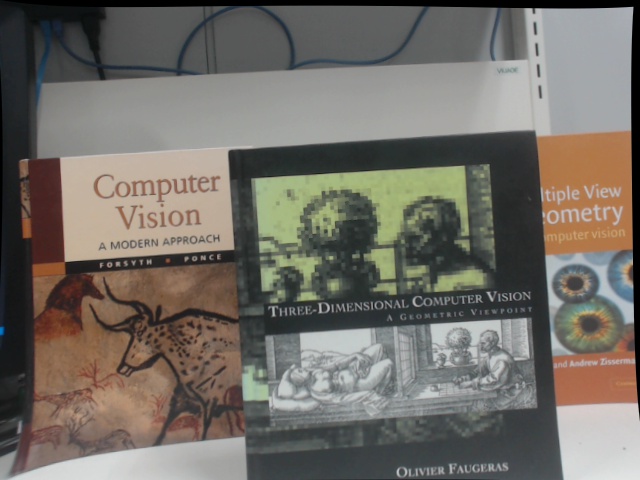 Computer
Vision
A MODERN APPROACH
FORSYTH PONCE
THREE-DIMENSIONAL COMPUTER VISION
A GEOMETRIC VIEWPOINT
OLIVIER FAUGERAS
ltiple View
eometry
omputer vision
and Andrew Zisserma